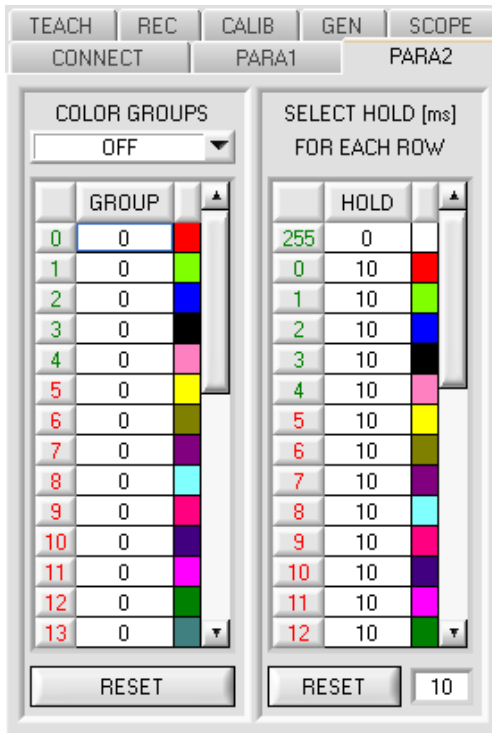 TEACH REC CALIB GEN SCOPE
CONNECT PARA1 PARA2
COLOR GROUPS
OFF
GROUP
0 0
1 0
2 0
3 0
4 0
5 0
6 0
7 0
8 0
9 0
10 0
11 0
12 0
13 0
RESET
SELECT HOLD [ms]
FOR EACH ROW
HOLD
255 0
0 10
1 10
2 10
3 10
4 10
5 10
6 10
7 10
8 10
9 10
10 10
11 10
12 10
RESET 10